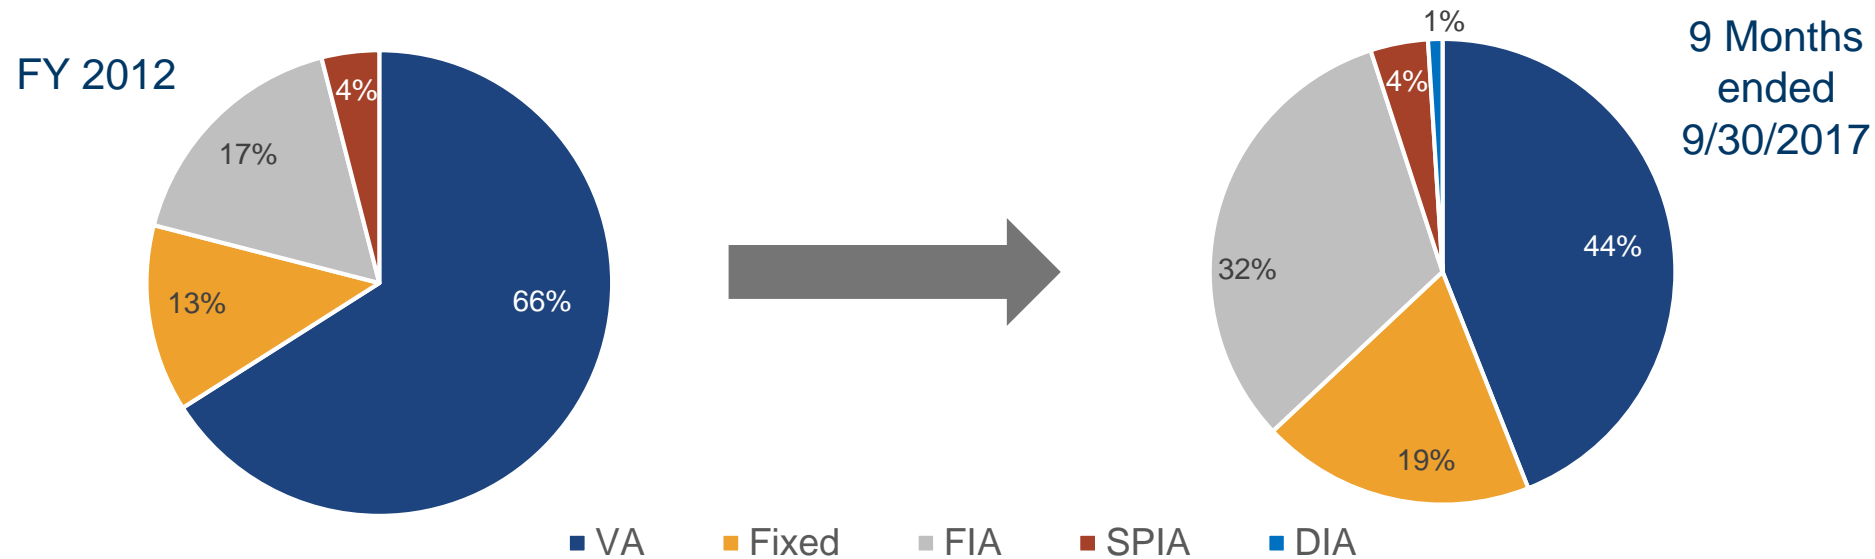 FY 2012
4%
17%
13%
66%
1%
9 Months
ended
9/30/2017
4%
44%
32%
19%
VA
Fixed
FIA
SPIA
DIA